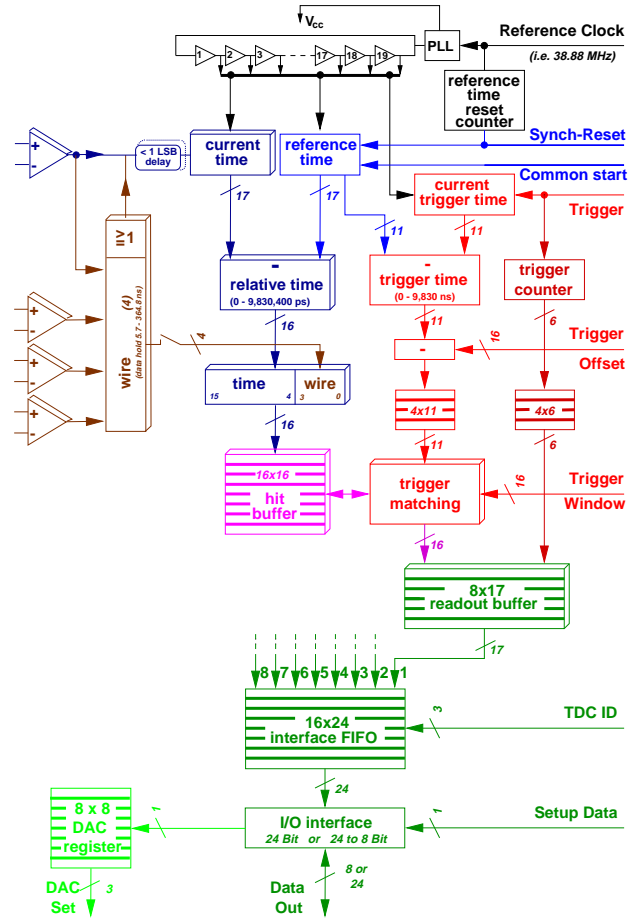 Vcc
1 2 3 17 18 19
PLL
Reference Clock
(i.e. 38.88 MHz)
reference
time
reset
counter
+
-
< 1 LSB
delay
current
time
reference
time
Synch-Reset
Common start
17
17
11
current
trigger time
11
Trigger
≥1
-
relative time
(0 - 9,830,400 ps)
-
trigger time
(0 - 9,830 ns)
trigger
counter
wire (4)
(data hold 5.7 - 364.8 ns)
+
-
+
-
+
-
4
16
11
6
-
16
Trigger
Offset
time
15 4
wire
3 0
4x11
4x6
16
11
6
16x16
hit
buffer
trigger
matching
16
Trigger
Window
16
8x17
readout buffer
17
8 7 6 5 4 3 2 1
16x24
interface FIFO
3
TDC ID
24
8 x 8
DAC
register
1
I/O interface
24 Bit or 24 to 8 Bit
1
Setup Data
DAC
Set
3
Data
Out
8 or
24